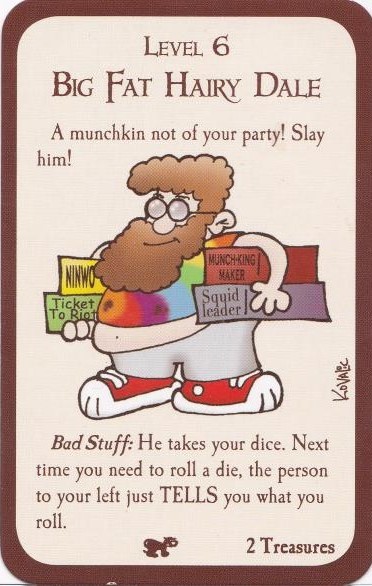 Level 6
Big Fat Hairy Dale
A munchkin not of your party! Slay
him!
NINWO
Ticket
To Riot
MUNCH-KING
MAKER
Squid
leader!
KOVALIC
Bad Stuff: He takes your dice. Next
time you need to roll a die, the person
to your left just TELLS you what you
roll.
2 Treasures